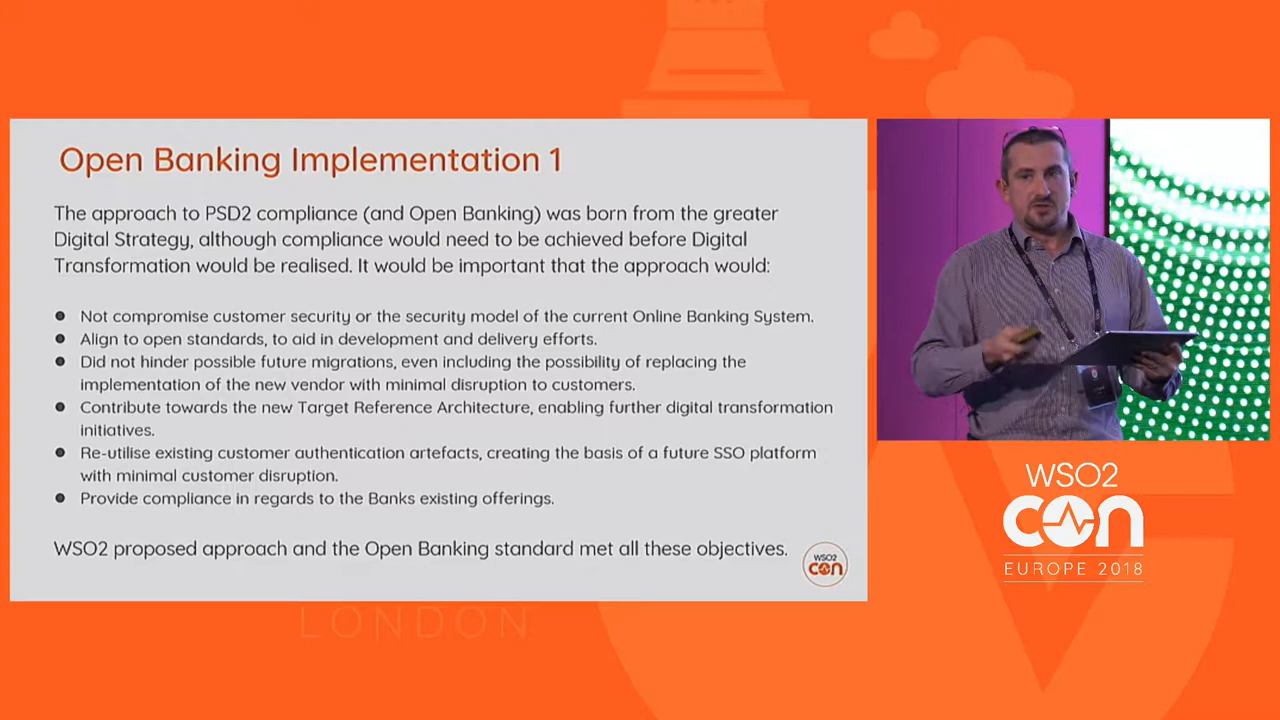 Open Banking Implementation 1
The approach to PSD2 compliance (and Open Banking) was born from the greater
Digital Strategy, although compliance would need to be achieved before Digital
Transformation would be realised. It would be important that the approach would:
Not compromise customer security or the security model of the current Online Banking System.
Align to open standards, to aid in development and delivery efforts.
Did not hinder possible future migrations, even including the possibility of replacing the
implementation of the new vendor with minimal disruption to customers.
Contribute towards the new Target Reference Architecture, enabling further digital transformation
initiatives.
Re-utilise existing customer authentication artefacts, creating the basis of a future SSO platform
with minimal customer disruption.
Provide compliance in regards to the Banks existing offerings.
WSO2 proposed approach and the Open Banking standard met all these objectives.
WSO2
con
WSO2
con
EUROPE 2018
LONDON